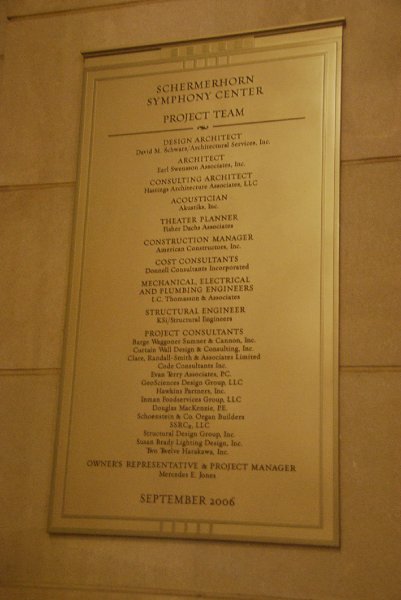 SCHERMERHORN
SYMPHONY CENTER
PROJECT TEAM
DESIGN ARCHITECT
David M. Schwarz/Architectural Services, Inc.
ARCHITECT
Earl Swensson Associates, Inc.
CONSULTING ARCHITECT
Hastings Architecture Associates, LLC
ACOUSTICIAN
Akustiks, Inc.
THEATER PLANNER
Fisher Dachs Associates
CONSTRUCTION MANAGER
American Constructors, Inc.
COST CONSULTANTS
Donnell Consultants Incorporated
MECHANICAL, ELECTRICAL
AND PLUMBING ENGINEERS
I.C. Thomasson & Associates
STRUCTURAL ENGINEER
KSi/Structural Engineers
PROJECT CONSULTANTS
Barge Waggoner Sumner & Cannon, Inc.
Curtain Wall Design & Consulting, Inc.
Clare, Randall-Smith & Associates Limited
Code Consultants Inc.
Evan Terry Associates, P.C.
GeoSciences Design Group, LLC
Hawkins Partners, Inc.
Inman Foodservices Group, LLC
Douglas MacKenzie, P.E.
Schoenstein & Co. Organ Builders
LLC
Structural Design Group, Inc.
Susan Brady Lighting Design, Inc.
Two Twelve Harakawa, Inc.
OWNER'S REPRESENTATIVE & PROJECT MANAGER
Mercedes E. Jones
SEPTEMBER 2006